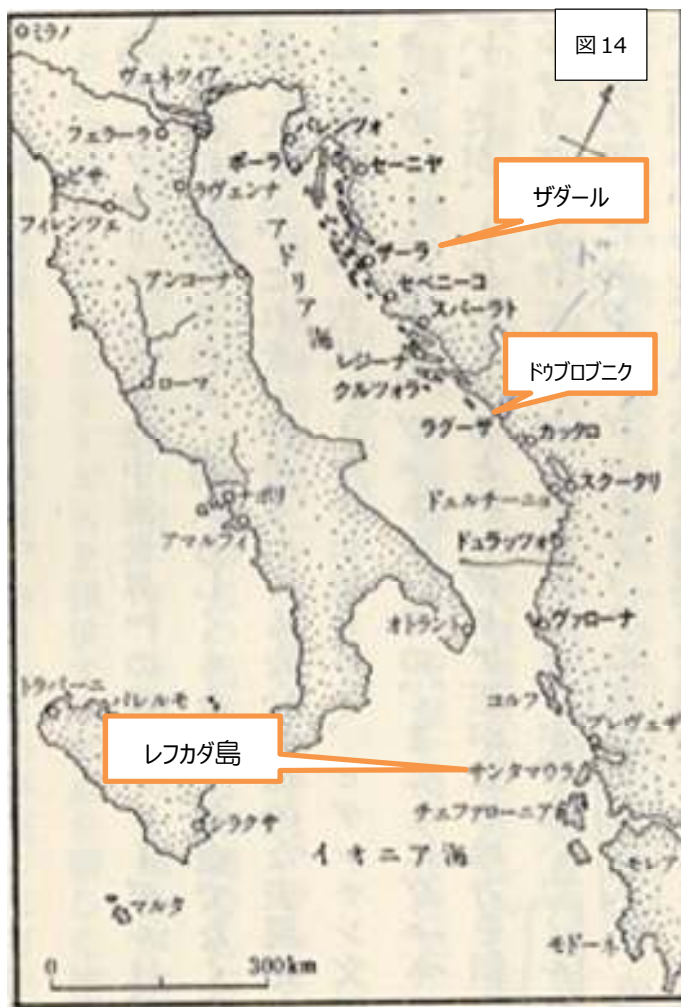 図14
ミラノ
ヴェネツィア
パレンツォ
フェラーラ
ポーラ
セーニャ
ピサ
ラヴェンナ
ザダール
フィレンツェ
アドリア海
ザーラ
アンコーナ
セベニーコ
スパーラト
レジーナ
ドゥブロブニク
ローマ
クルツォラ
ラグーザ
カッタロ
スクータリ
ナポリ
ドゥルチーニョ
アマルフィ
ドュラッツォ
オトラント
ヴァローナ
コルフ
トラパーニ
パレルモ
プレヴェザ
レフカダ島
サンタマウラ
チェファローニア
シラクサ
イオニア海
モレア
マルタ
モドーネ
0 300km